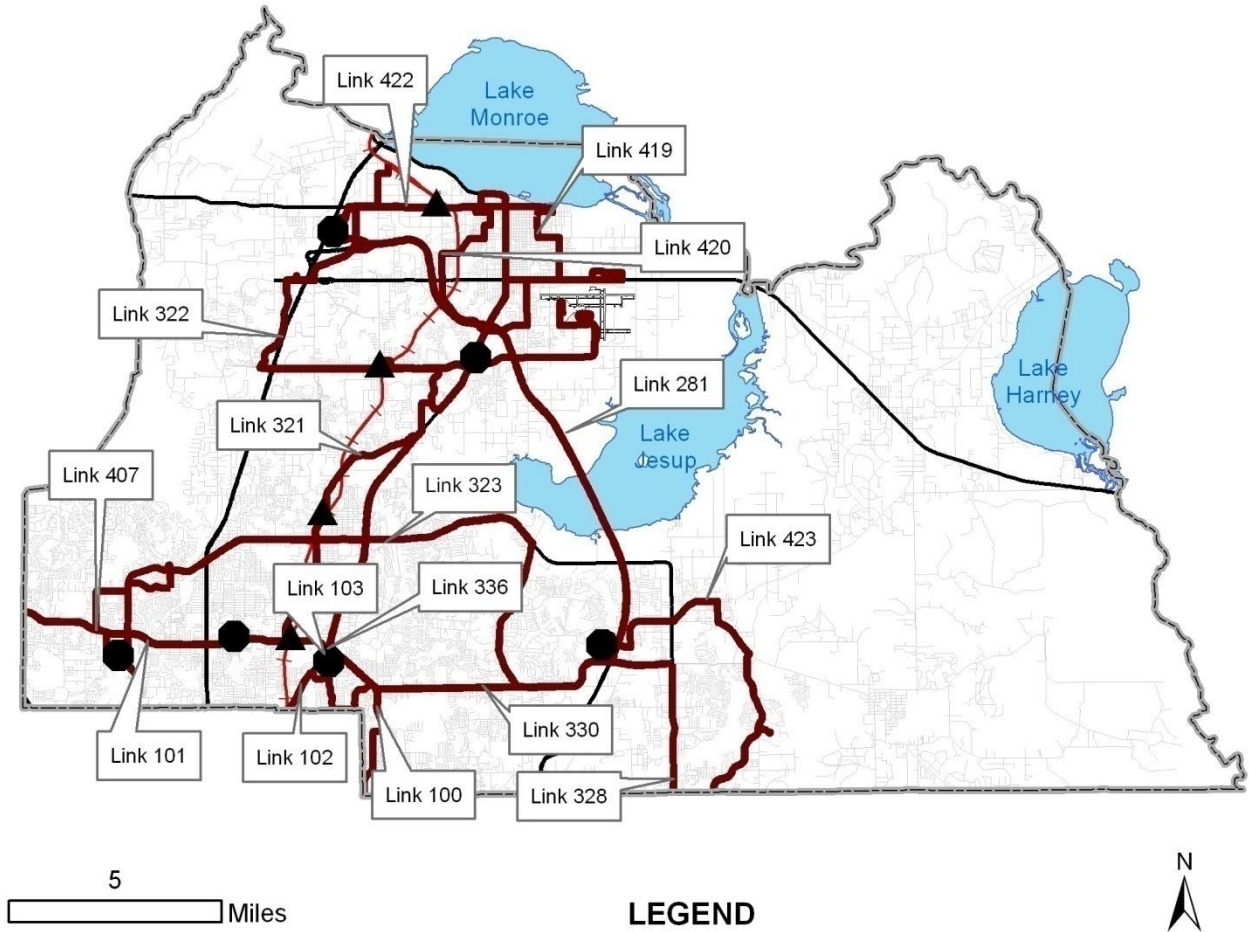 Link 422
Lake
Monroe
Link 419
Link 420
Link 322
Lake
Harney
Link 281
Link 321
Lake
Jesup
Link 407
Link 323
Link 423
Link 103
Link 336
Link 101
Link 102
Link 330
Link 100
Link 328
5
Miles
LEGEND
N